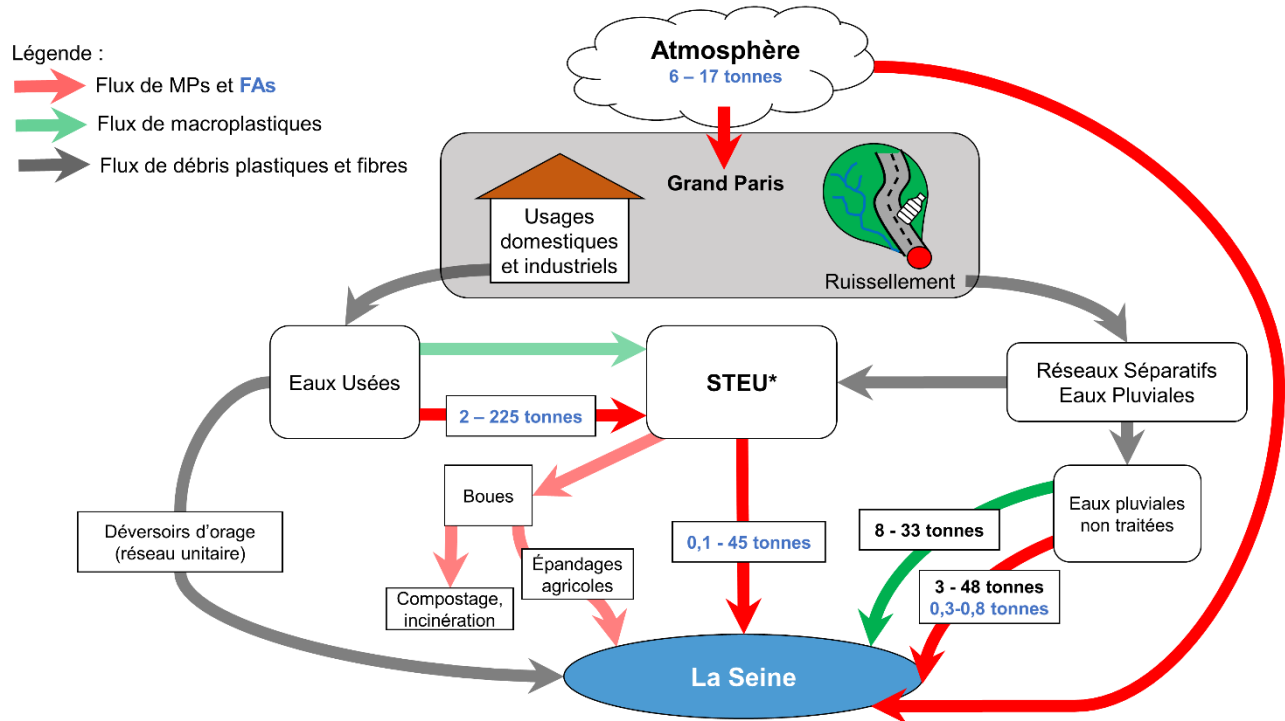 Légende :
Flux de MPs et FAs
Flux de macroplastiques
Flux de débris plastiques et fibres
Atmosphère
6 – 17 tonnes
Grand Paris
Usages
domestiques
et industriels
Ruissellement
Eaux Usées
STEU*
Réseaux Séparatifs
Eaux Pluviales
2 – 225 tonnes
Boues
Eaux pluviales
non traitées
Déversoirs d’orage
(réseau unitaire)
0,1 - 45 tonnes
8 - 33 tonnes
Épandages
agricoles
Compostage,
incinération
3 - 48 tonnes
0,3-0,8 tonnes
La Seine